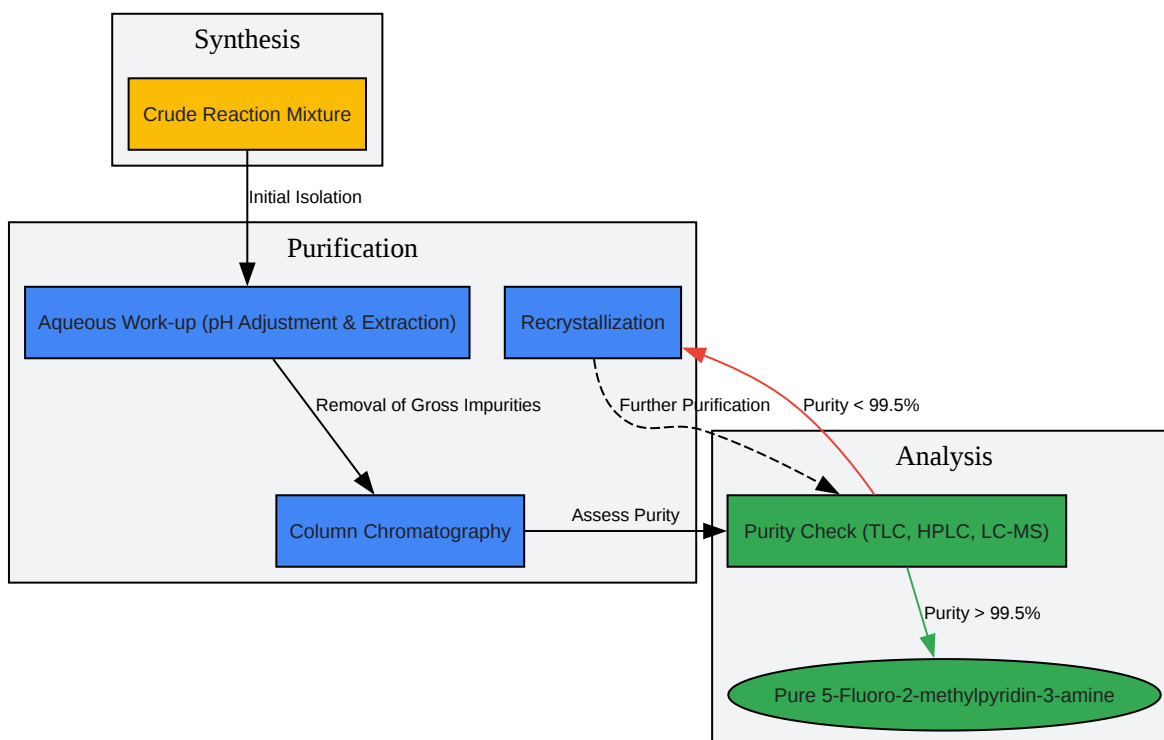 Synthesis
Crude Reaction Mixture
Initial Isolation
Purification
Aqueous Work-up (pH Adjustment & Extraction)
Recrystallization
Removal of Gross Impurities
Further Purification
Purity < 99.5%
Analysis
Column Chromatography
Assess Purity
Purity Check (TLC, HPLC, LC-MS)
Purity > 99.5%
Pure 5-Fluoro-2-methylpyridin-3-amine